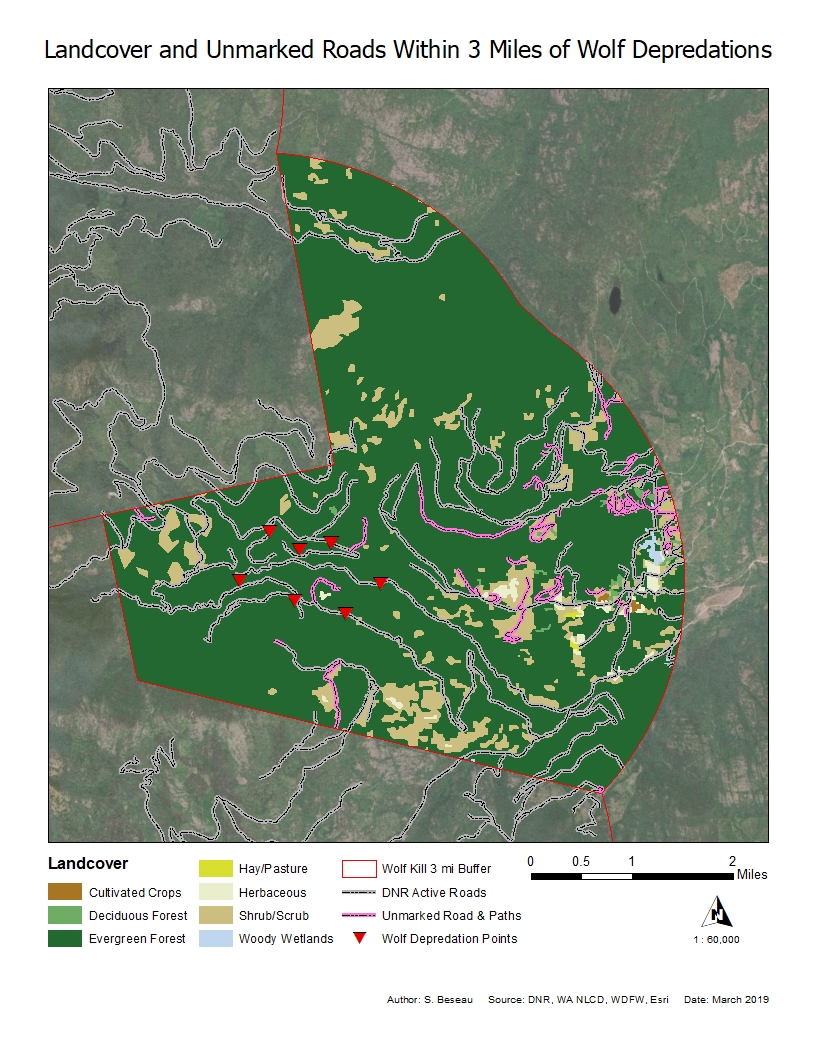 Landcover and Unmarked Roads Within 3 Miles of Wolf Depredations
Landcover
Cultivated Crops
Deciduous Forest
Evergreen Forest
Hay/Pasture
Herbaceous
Shrub/Scrub
Woody Wetlands
Wolf Kill 3 mi Buffer
DNR Active Roads
Unmarked Road & Paths
Wolf Depredation Points
0 0.5 1 2
Miles
N
1 : 60,000
Author: S. Beseau Source: DNR, WA NLCD, WDFW, Esri Date: March 2019